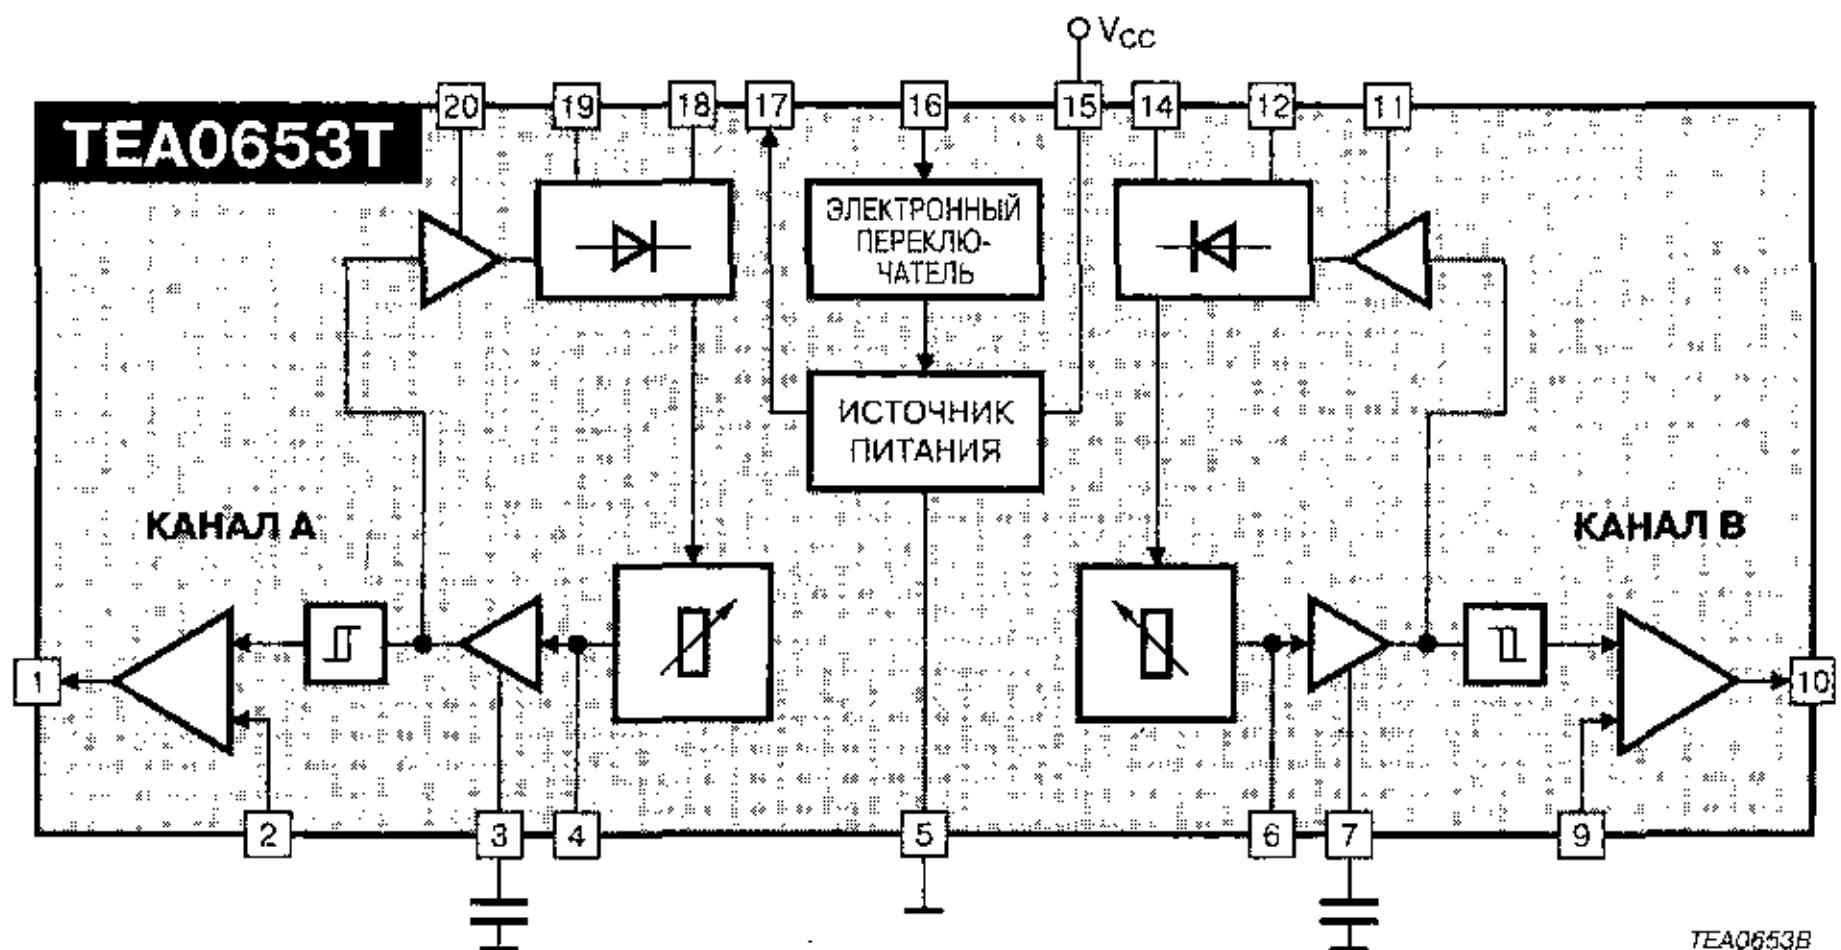 V_CC
20 19 18 17 16 15 14 12 11
TEA0653T
ЭЛЕКТРОННЫЙ
ПЕРЕКЛЮ-
ЧАТЕЛЬ
ИСТОЧНИК
ПИТАНИЯ
КАНАЛ А
КАНАЛ В
1
10
2 3 4 5 6 7 9
TEA0653B